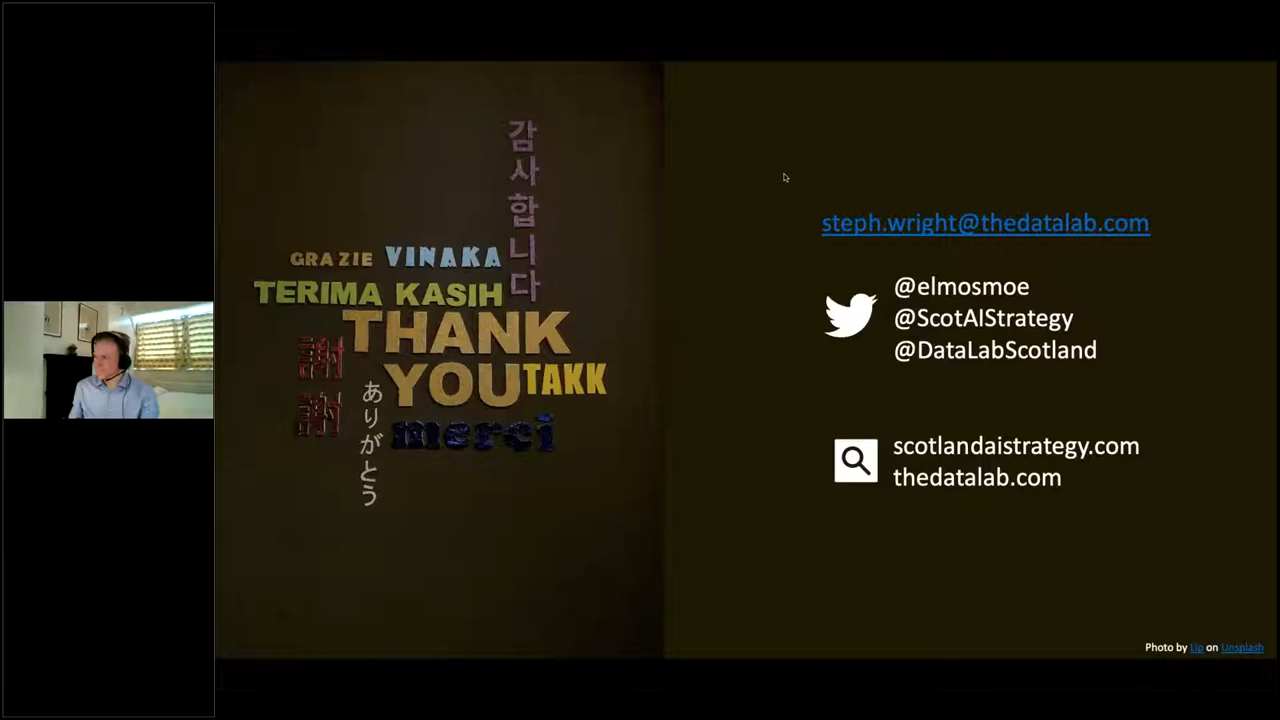 감사합니다
GRAZIE VINAKA
TERIMA KASIH
THANK
YOU TAKK
謝謝
ありがとう
merci
steph.wright@thedatalab.com
@elmosmoe
@ScotAIStrategy
@DataLabScotland
scotlandaistrategy.com
thedatalab.com
Photo by Lip on Unsplash